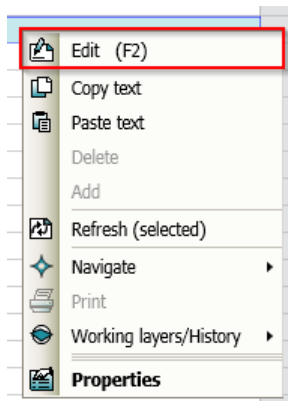 Edit (F2)
Copy text
Paste text
Delete
Add
Refresh (selected)
Navigate
Print
Working layers/History
Properties